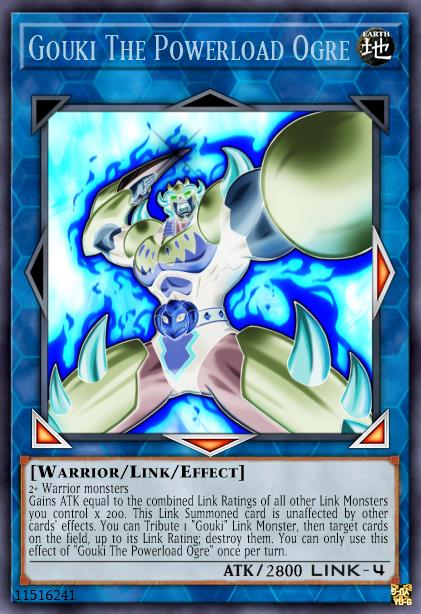 GOUKI THE POWERLOAD OGRE
EARTH
地
[WARRIOR/LINK/EFFECT]
2+ Warrior monsters
Gains ATK equal to the combined Link Ratings of all other Link Monsters
you control x 200. This Link Summoned card is unaffected by other
cards' effects. You can Tribute 1 "Gouki" Link Monster, then target cards
on the field, up to its Link Rating; destroy them. You can only use this
effect of "Gouki The Powerload Ogre" once per turn.
ATK/2800 LINK-4
11516241